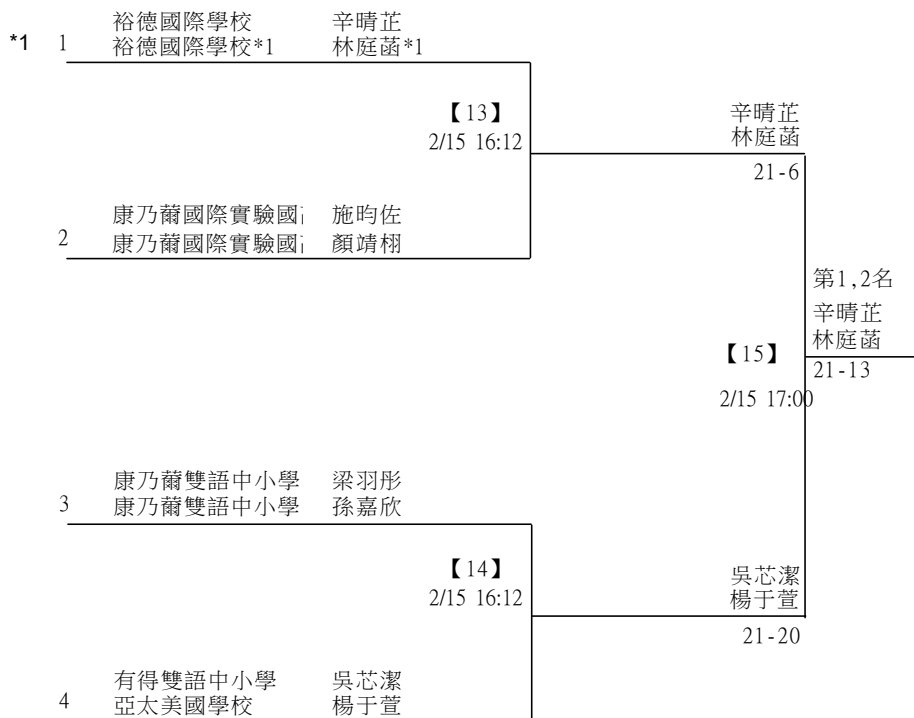 裕德國際學校 辛晴芷
*1 1 裕德國際學校*1 林庭菡*1
【13】
2/15 16:12
辛晴芷
林庭菡
21-6
康乃薾國際實驗國 施昀佐
2 康乃薾國際實驗國 顏靖栩
第1,2名
辛晴芷
林庭菡
【15】
21-13
2/15 17:00
康乃薾雙語中小學 梁羽彤
3 康乃薾雙語中小學 孫嘉欣
【14】
2/15 16:12
吳芯潔
楊于萱
21-20
有得雙語中小學 吳芯潔
4 亞太美國學校 楊于萱